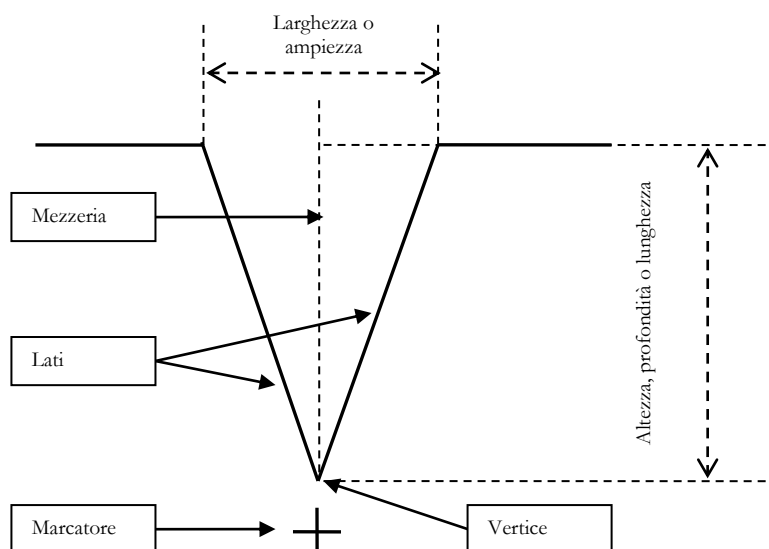 Larghezza o
ampiezza
Mezzeria
Altezza, profondità o lunghezza
Lati
Marcatore
Vertice